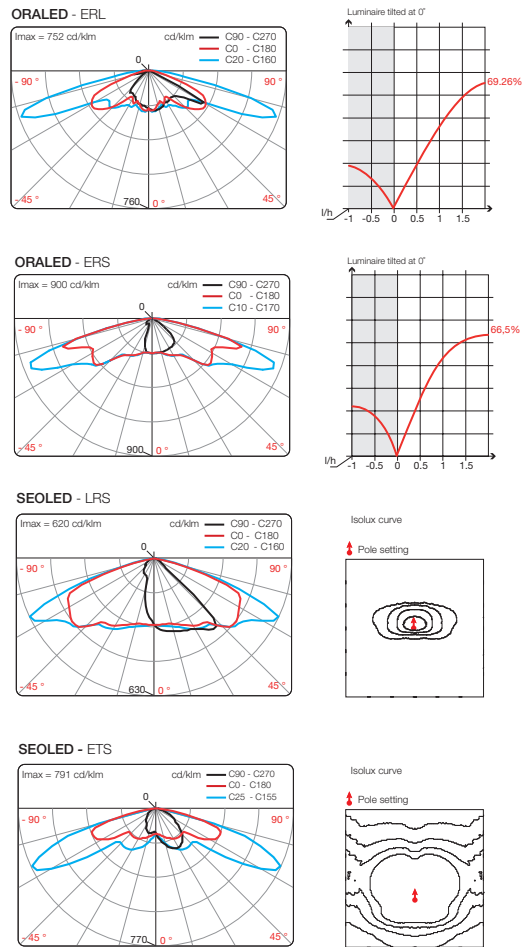 ORALED - ERL
Imax = 752 cd/klm cd/klm C90 - C270
C0 - C180
C20 - C160
0
- 90 ° 90 °
- 45 ° 45 °
760 0 °
Luminaire tilted at 0°
69.26%
l/h
-1 -0.5 0 0.5 1 1.5
ORALED - ERS
Imax = 900 cd/klm cd/klm C90 - C270
C0 - C180
C10 - C170
0
- 90 ° 90 °
- 45 ° 45 °
900 0 °
Luminaire tilted at 0°
66,5%
l/h
-1 -0.5 0 0.5 1 1.5
SEOLED - LRS
Imax = 620 cd/klm cd/klm C90 - C270
C0 - C180
C20 - C160
0
- 90 ° 90 °
- 45 ° 45 °
630 0 °
Isolux curve
Pole setting
SEOLED - ETS
Imax = 791 cd/klm cd/klm C90 - C270
C0 - C180
C25 - C155
0
- 90 ° 90 °
- 45 ° 45 °
770 0 °
Isolux curve
Pole setting